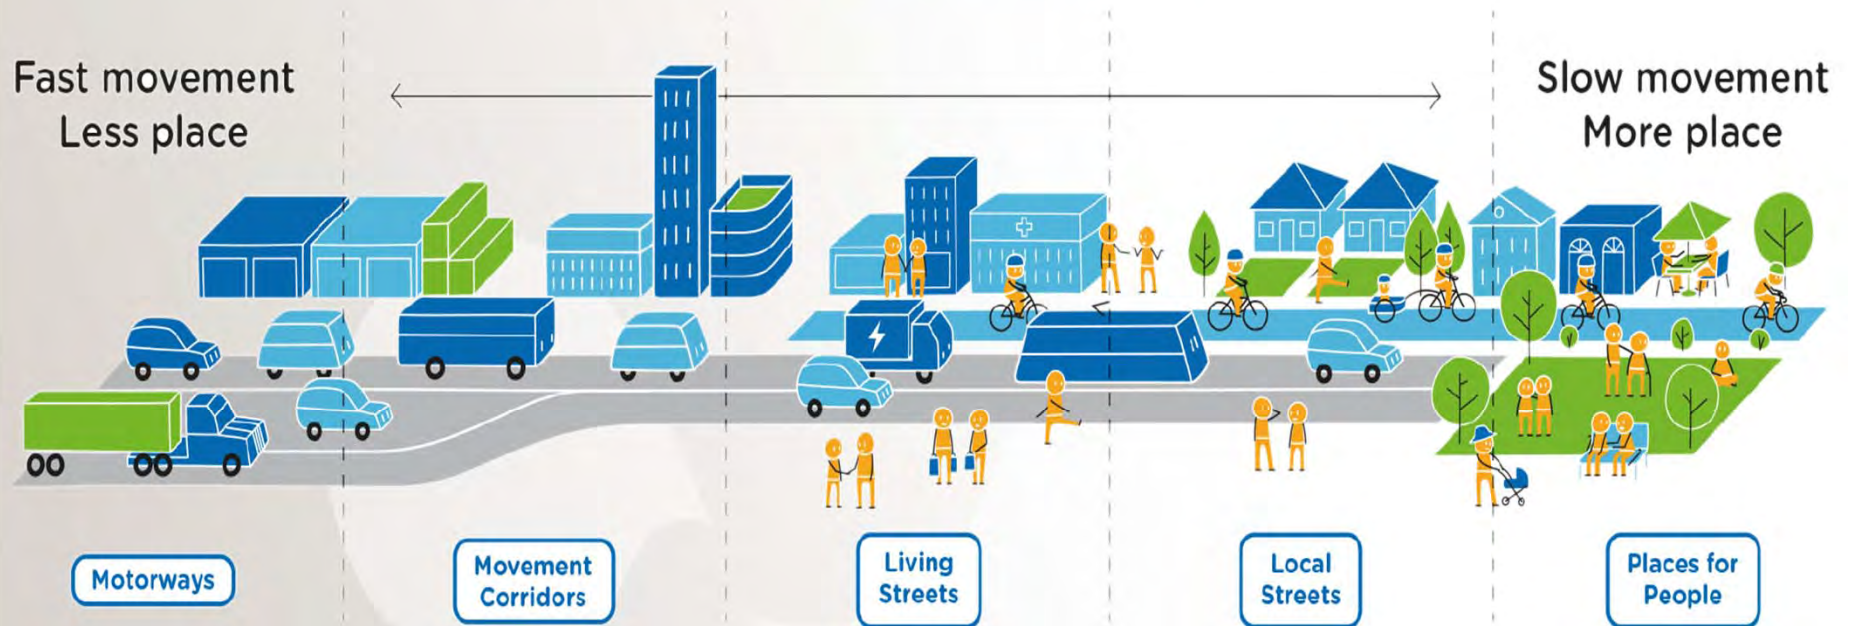 Fast movement
Less place
Slow movement
More place
Motorways
Movement
Corridors
Living
Streets
Local
Streets
Places for
People